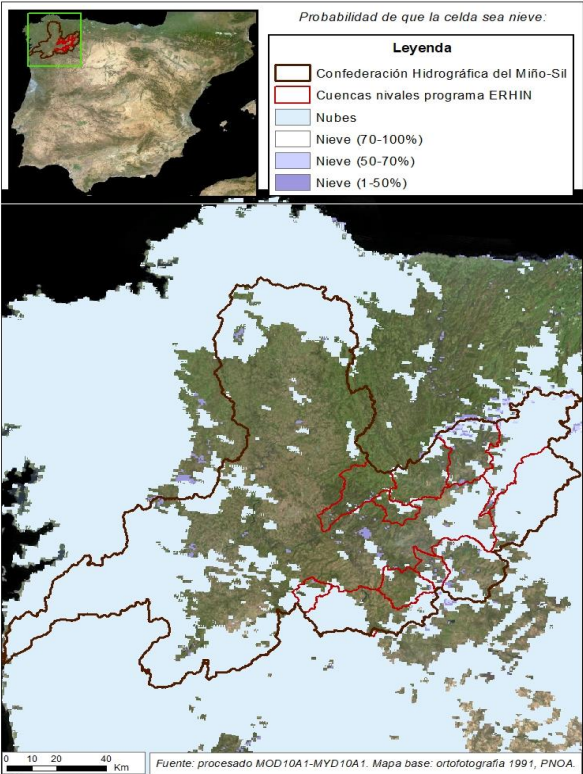 Probabilidad de que la celda sea nieve:
Leyenda
Confederación Hidrográfica del Miño-Sil
Cuencas nivales programa ERHIN
Nubes
Nieve (70-100%)
Nieve (50-70%)
Nieve (1-50%)
0 10 20 40
Km
Fuente: procesado MOD10A1-MYD10A1. Mapa base: ortofotografía 1991, PNOA.